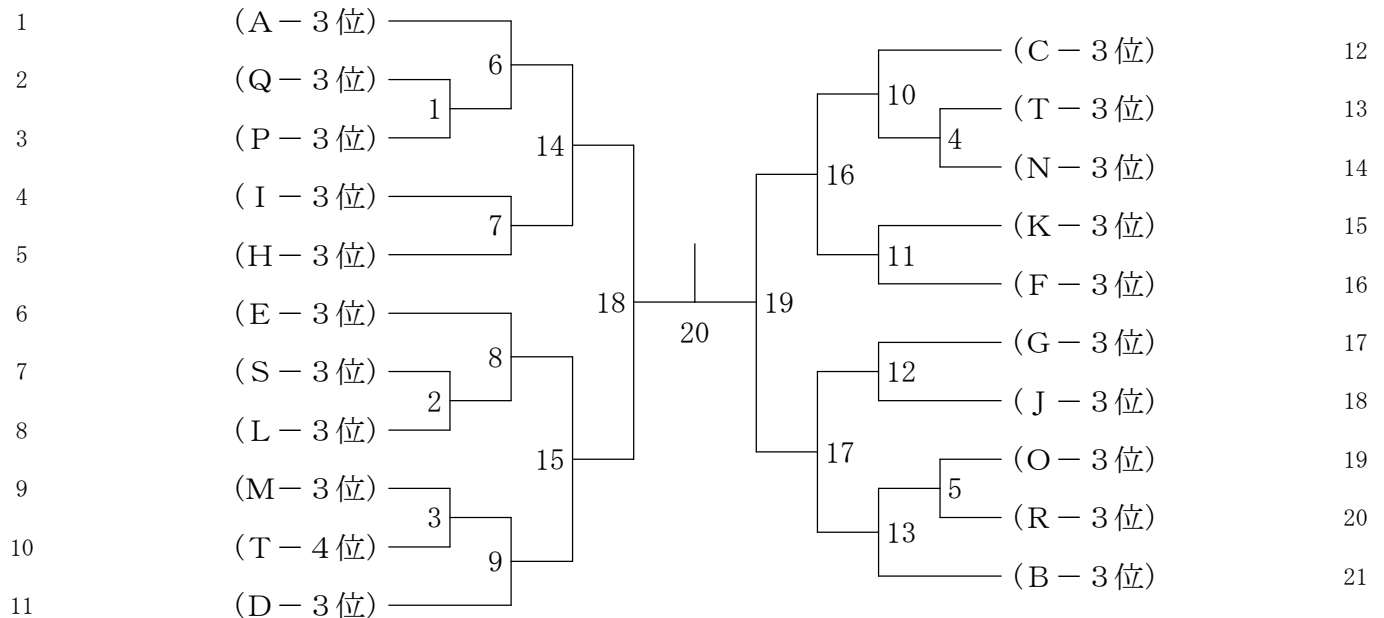 1 (A－3位)
2 (Q－3位)
3 (P－3位)
4 (I－3位)
5 (H－3位)
6 (E－3位)
7 (S－3位)
8 (L－3位)
9 (M－3位)
10 (T－4位)
11 (D－3位)
6
1
14
7
18
8
2
15
3
9
20
(C－3位) 12
(T－3位) 13
(N－3位) 14
(K－3位) 15
(F－3位) 16
(G－3位) 17
(J－3位) 18
(O－3位) 19
(R－3位) 20
(B－3位) 21
10
4
16
11
19
12
17
5
13